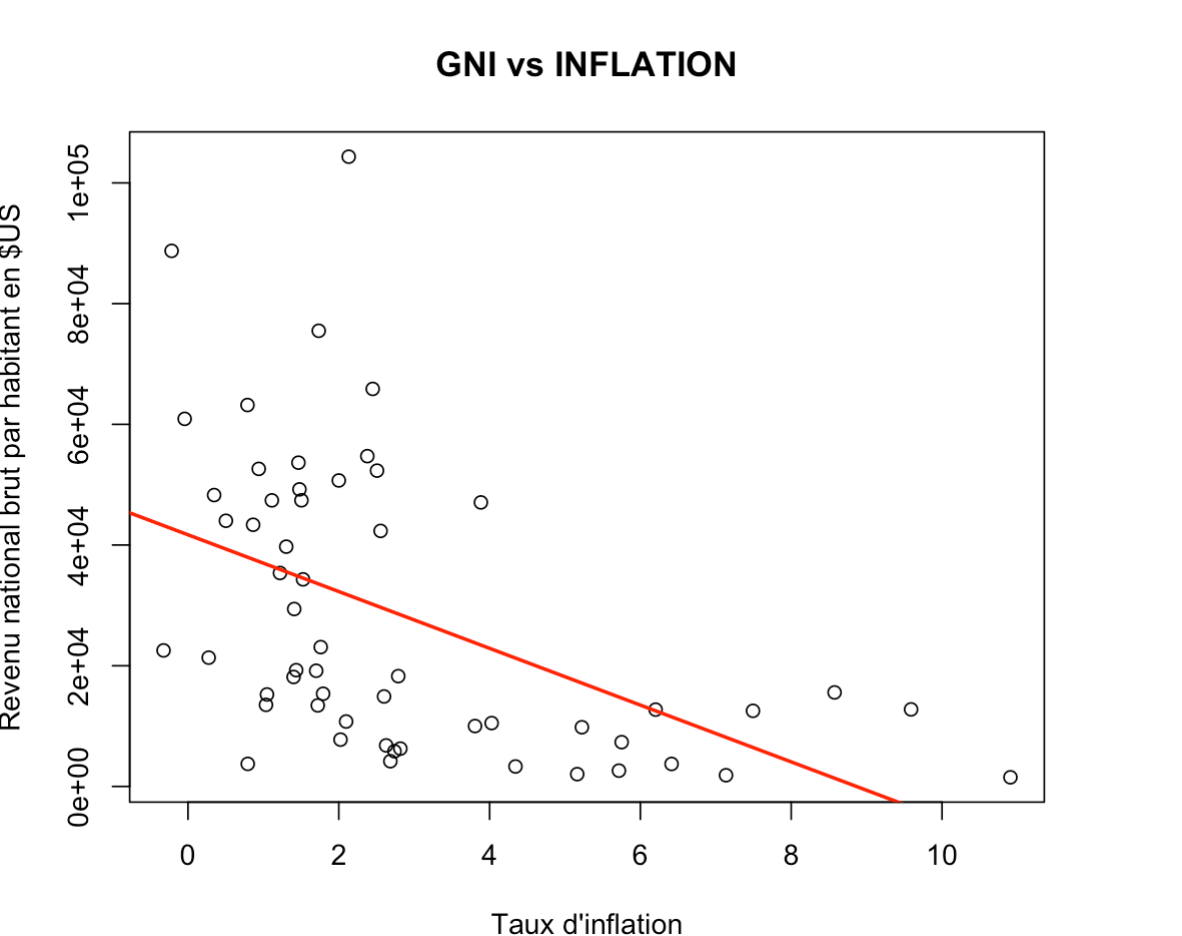 GNI vs INFLATION
Revenu national brut par habitant en $US
1e+05
8e+04
6e+04
4e+04
2e+04
0e+00
0 2 4 6 8 10
Taux d'inflation